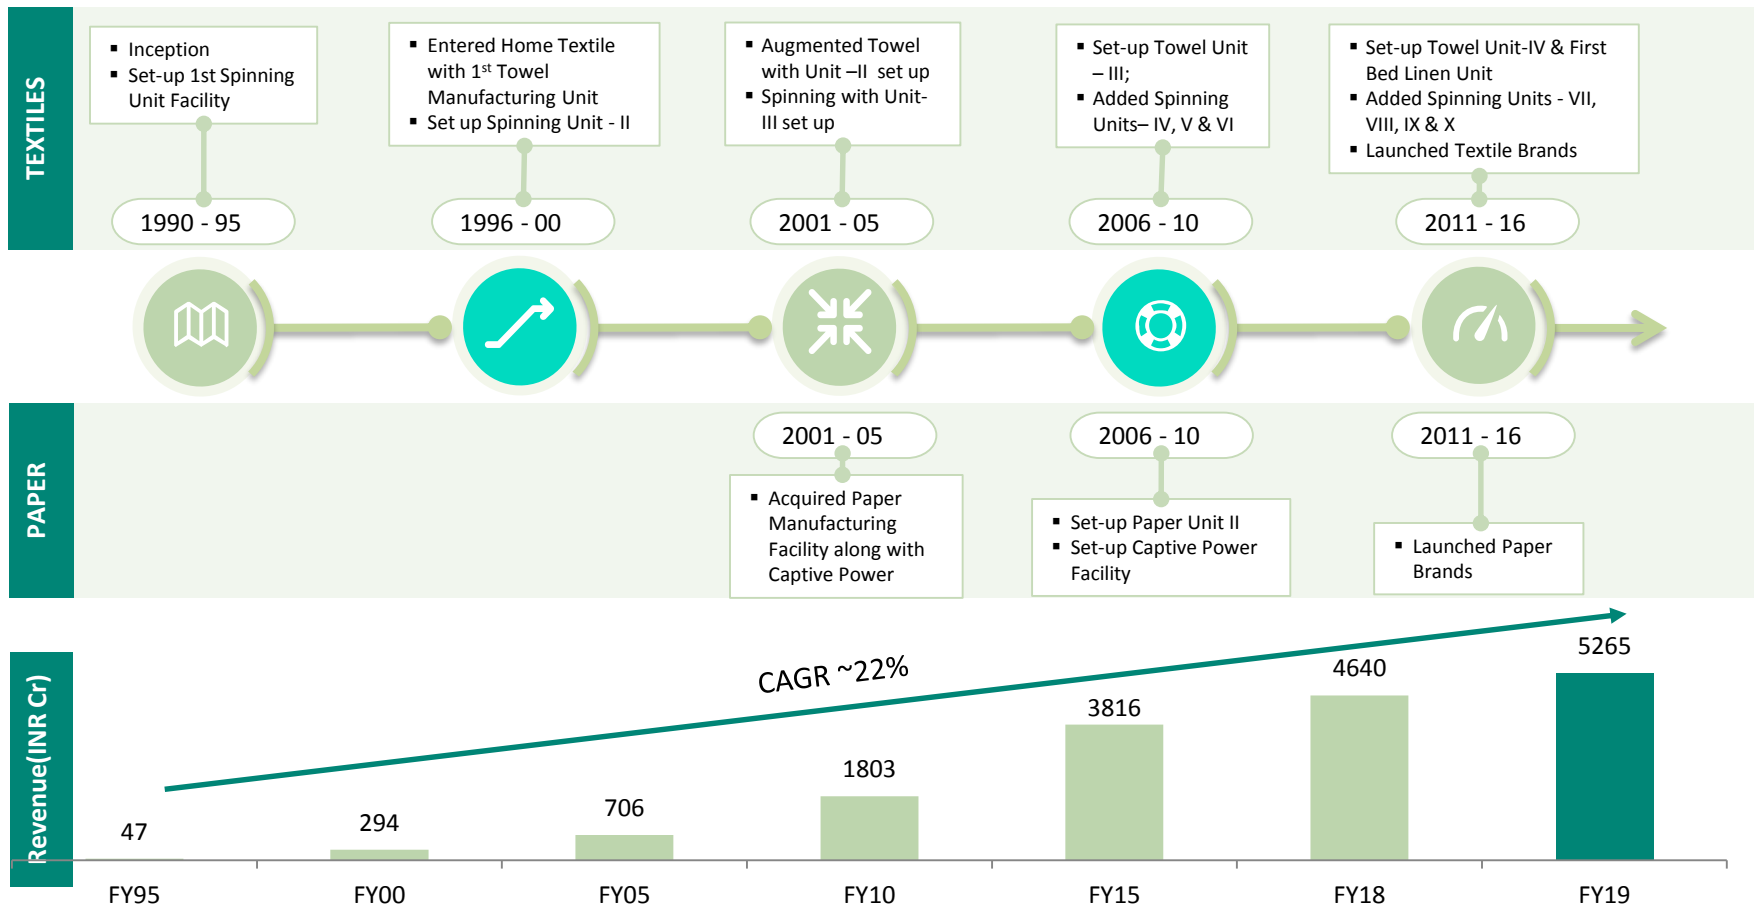 TEXTILES
▪ Inception
▪ Set-up 1st Spinning
Unit Facility
▪ Entered Home Textile
with 1st Towel
Manufacturing Unit
▪ Set up Spinning Unit - II
▪ Augmented Towel
with Unit –II set up
▪ Spinning with Unit-
III set up
▪ Set-up Towel Unit
– III;
▪ Added Spinning
Units– IV, V & VI
▪ Set-up Towel Unit-IV & First
Bed Linen Unit
▪ Added Spinning Units - VII,
VIII, IX & X
▪ Launched Textile Brands
1990 - 95
1996 - 00
2001 - 05
2006 - 10
2011 - 16
PAPER
2001 - 05
2006 - 10
2011 - 16
▪ Acquired Paper
Manufacturing
Facility along with
Captive Power
▪ Set-up Paper Unit II
▪ Set-up Captive Power
Facility
▪ Launched Paper
Brands
Revenue(INR Cr)
CAGR ~22%
47
294
706
1803
3816
4640
5265
FY95
FY00
FY05
FY10
FY15
FY18
FY19